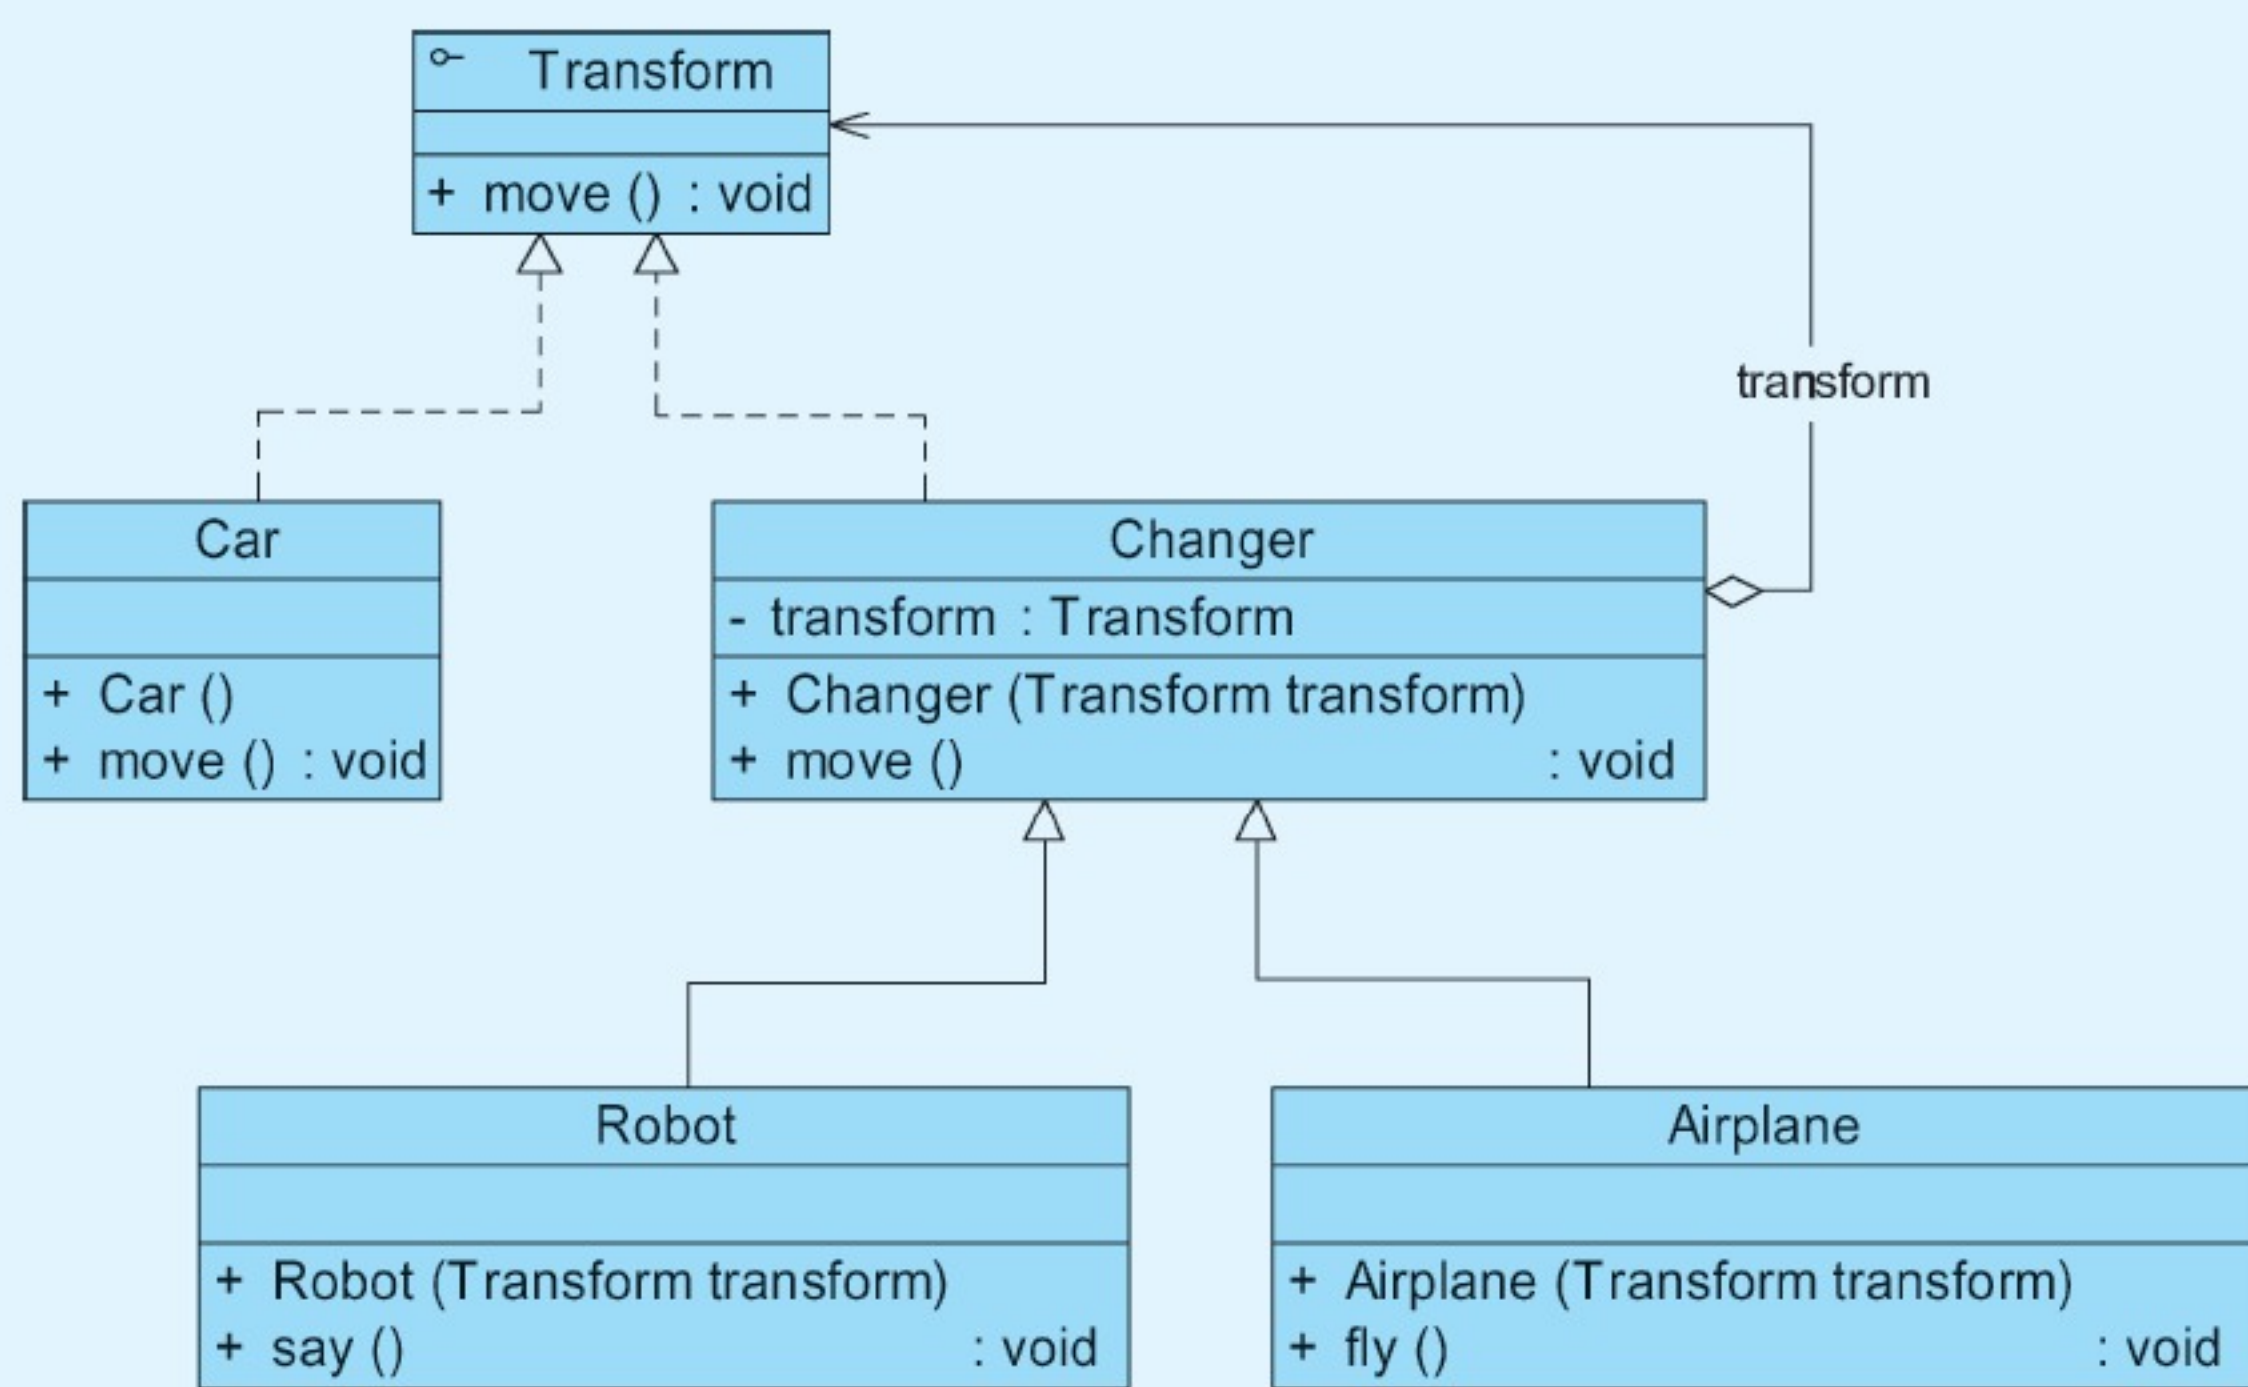 Transform
+ move () : void
transform
Car
+ Car ()
+ move () : void
Changer
- transform : Transform
+ Changer (Transform transform)
+ move () : void
Robot
+ Robot (Transform transform)
+ say () : void
Airplane
+ Airplane (Transform transform)
+ fly () : void